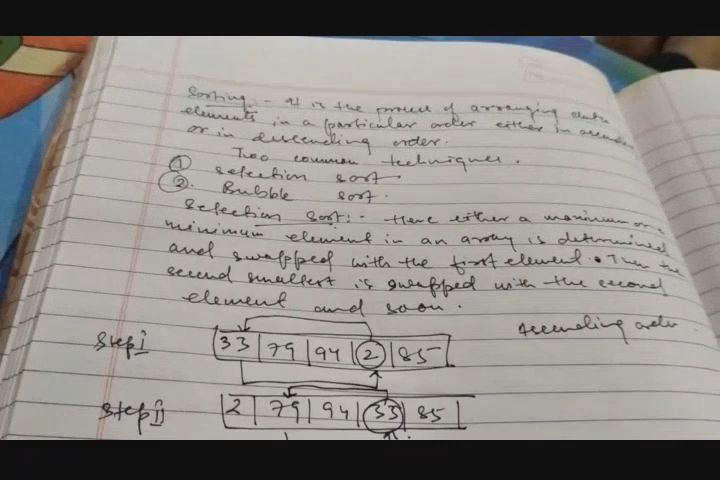 Sorting :- It is the process of arranging data
elements in a particular order either in ascending
or in descending order.
Two common techniques.
① Selection sort
② Bubble sort.
Selection sort :- Here either a maximum or a
minimum element in an array is determined
and swapped with the first element. Then the
second smallest is swapped with the second
element and soon.
Ascending order
Step I 33 | 79 | 94 | 2 | 85
Step II 2 | 79 | 94 | 33 | 85